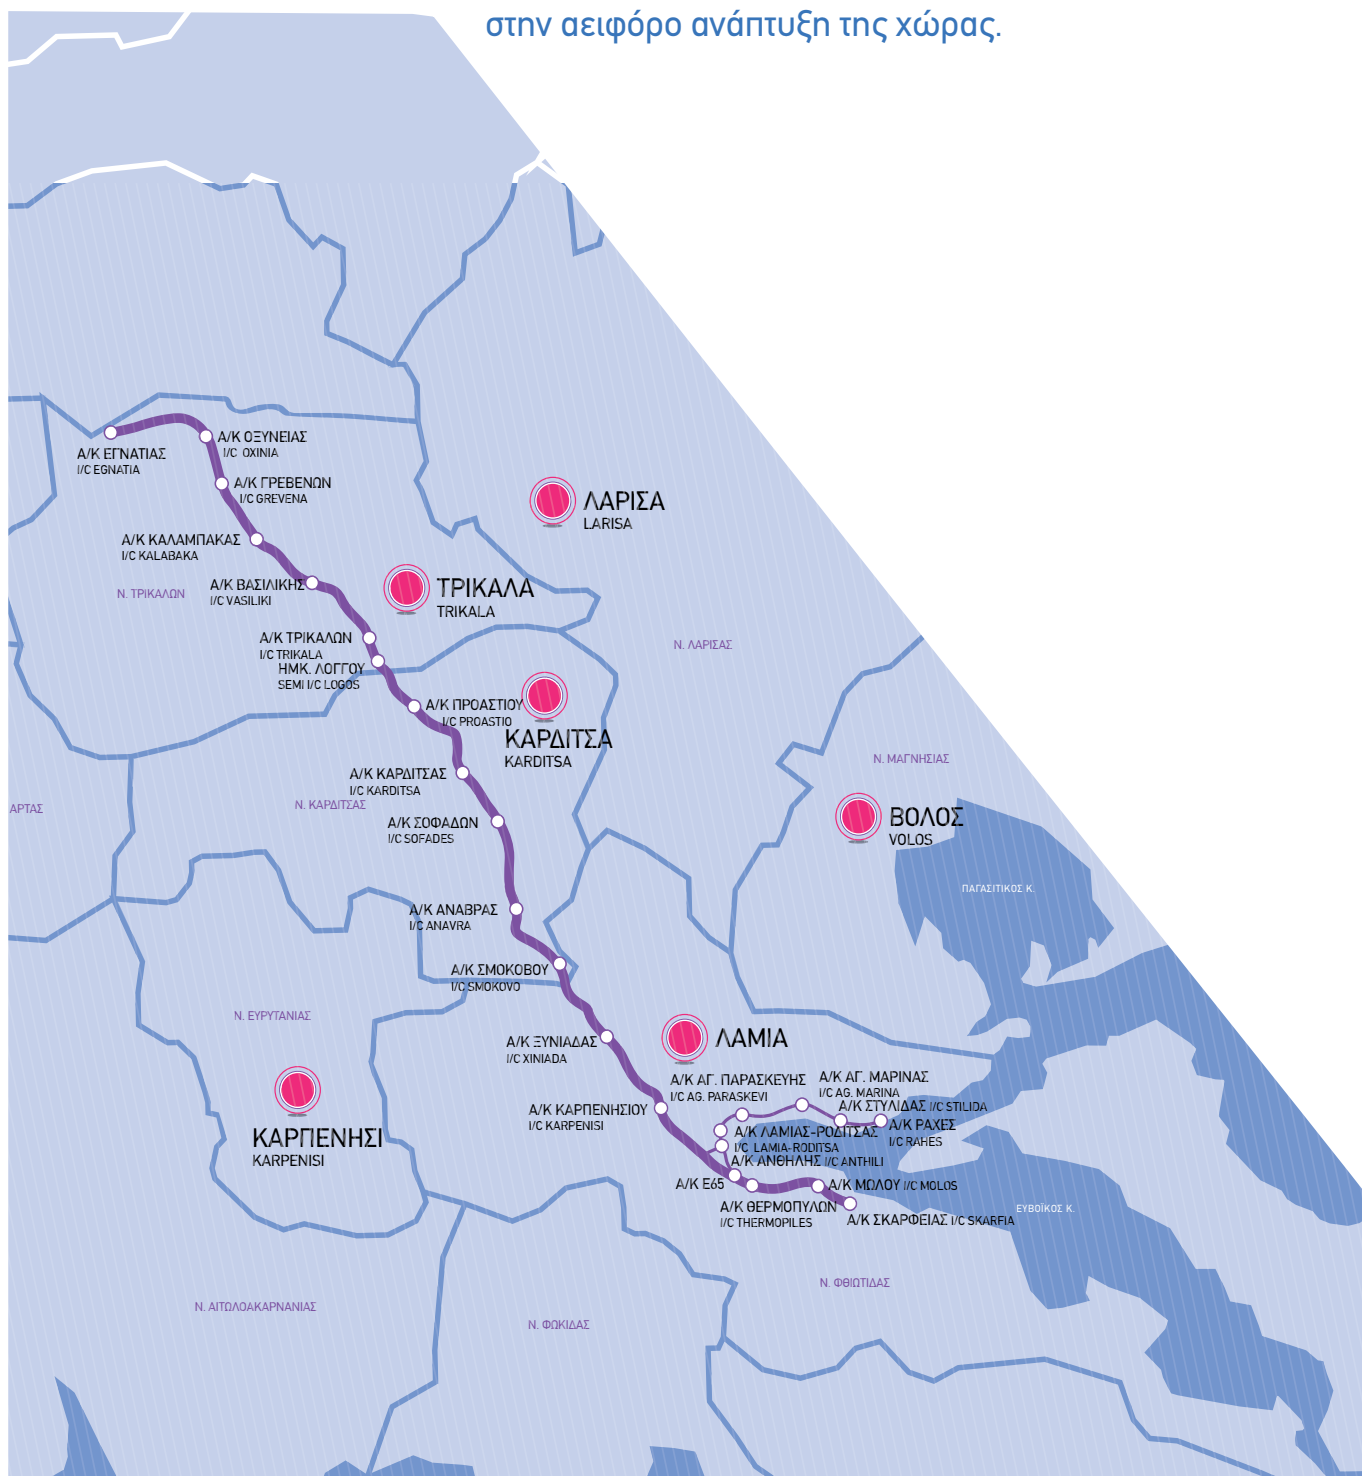 στην αειφόρο ανάπτυξη της χώρας.
Α/Κ ΕΓΝΑΤΙΑΣ
I/C EGNATIA
Α/Κ ΟΞΥΝΕΙΑΣ
I/C OXINIA
Α/Κ ΓΡΕΒΕΝΩΝ
I/C GREVENA
ΛΑΡΙΣΑ
LARISA
Α/Κ ΚΑΛΑΜΠΑΚΑΣ
I/C KALABAKA
Α/Κ ΒΑΣΙΛΙΚΗΣ
I/C VASILIKI
Ν. ΤΡΙΚΑΛΩΝ
ΤΡΙΚΑΛΑ
TRIKALA
Α/Κ ΤΡΙΚΑΛΩΝ
I/C TRIKALA
ΗΜΚ. ΛΟΓΓΟΥ
SEMI I/C LOGOS
Ν. ΛΑΡΙΣΑΣ
Α/Κ ΠΡΟΑΣΤΙΟΥ
I/C PROASTIO
ΚΑΡΔΙΤΣΑ
KARDITSA
Ν. ΜΑΓΝΗΣΙΑΣ
Α/Κ ΚΑΡΔΙΤΣΑΣ
I/C KARDITSA
Ν. ΚΑΡΔΙΤΣΑΣ
ΑΡΤΑΣ
Α/Κ ΣΟΦΑΔΩΝ
I/C SOFADES
ΒΟΛΟΣ
VOLOS
ΠΑΓΑΣΙΤΙΚΟΣ Κ.
Α/Κ ΑΝΑΒΡΑΣ
I/C ANAVRA
Α/Κ ΣΜΟΚΟΒΟΥ
I/C SMOKOVO
Ν. ΕΥΡΥΤΑΝΙΑΣ
Α/Κ ΞΥΝΙΑΔΑΣ
I/C XINIADA
ΛΑΜΙΑ
Α/Κ ΑΓ. ΠΑΡΑΣΚΕΥΗΣ
I/C AG. PARASKEVI
Α/Κ ΑΓ. ΜΑΡΙΝΑΣ
I/C AG. MARINA
Α/Κ ΣΤΥΛΙΔΑΣ I/C STILIDA
Α/Κ ΡΑΧΕΣ
I/C RAHES
Α/Κ ΚΑΡΠΕΝΗΣΙΟΥ
I/C KARPENISI
ΚΑΡΠΕΝΗΣΙ
KARPENISI
Α/Κ ΛΑΜΙΑΣ-ΡΟΔΙΤΣΑΣ
I/C LAMIA-RODITSA
Α/Κ ΑΝΘΗΛΗΣ I/C ANTHILI
Α/Κ Ε65
Α/Κ ΜΩΛΟΥ I/C MOLOS
Α/Κ ΘΕΡΜΟΠΥΛΩΝ
I/C THERMOPILES
Α/Κ ΣΚΑΡΦΕΙΑΣ I/C SKARFIA
ΕΥΒΟΪΚΟΣ Κ.
Ν. ΦΘΙΩΤΙΔΑΣ
Ν. ΑΙΤΩΛΟΑΚΑΡΝΑΝΙΑΣ
Ν. ΦΩΚΙΔΑΣ